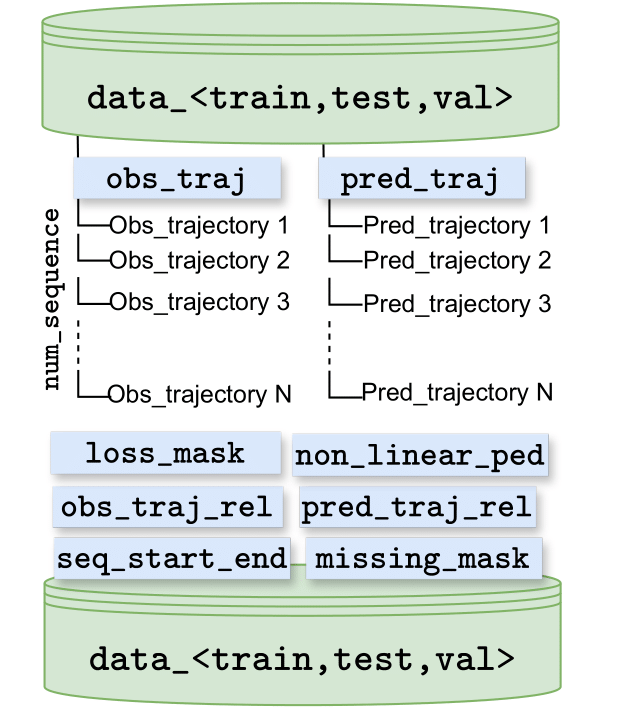 data_<train,test,val>
obs_traj
pred_traj
num_sequence
Obs_trajectory 1
Pred_trajectory 1
Obs_trajectory 2
Pred_trajectory 2
Obs_trajectory 3
Pred_trajectory 3
Obs_trajectory N
Pred_trajectory N
loss_mask
non_linear_ped
obs_traj_rel
pred_traj_rel
seq_start_end
missing_mask
data_<train,test,val>